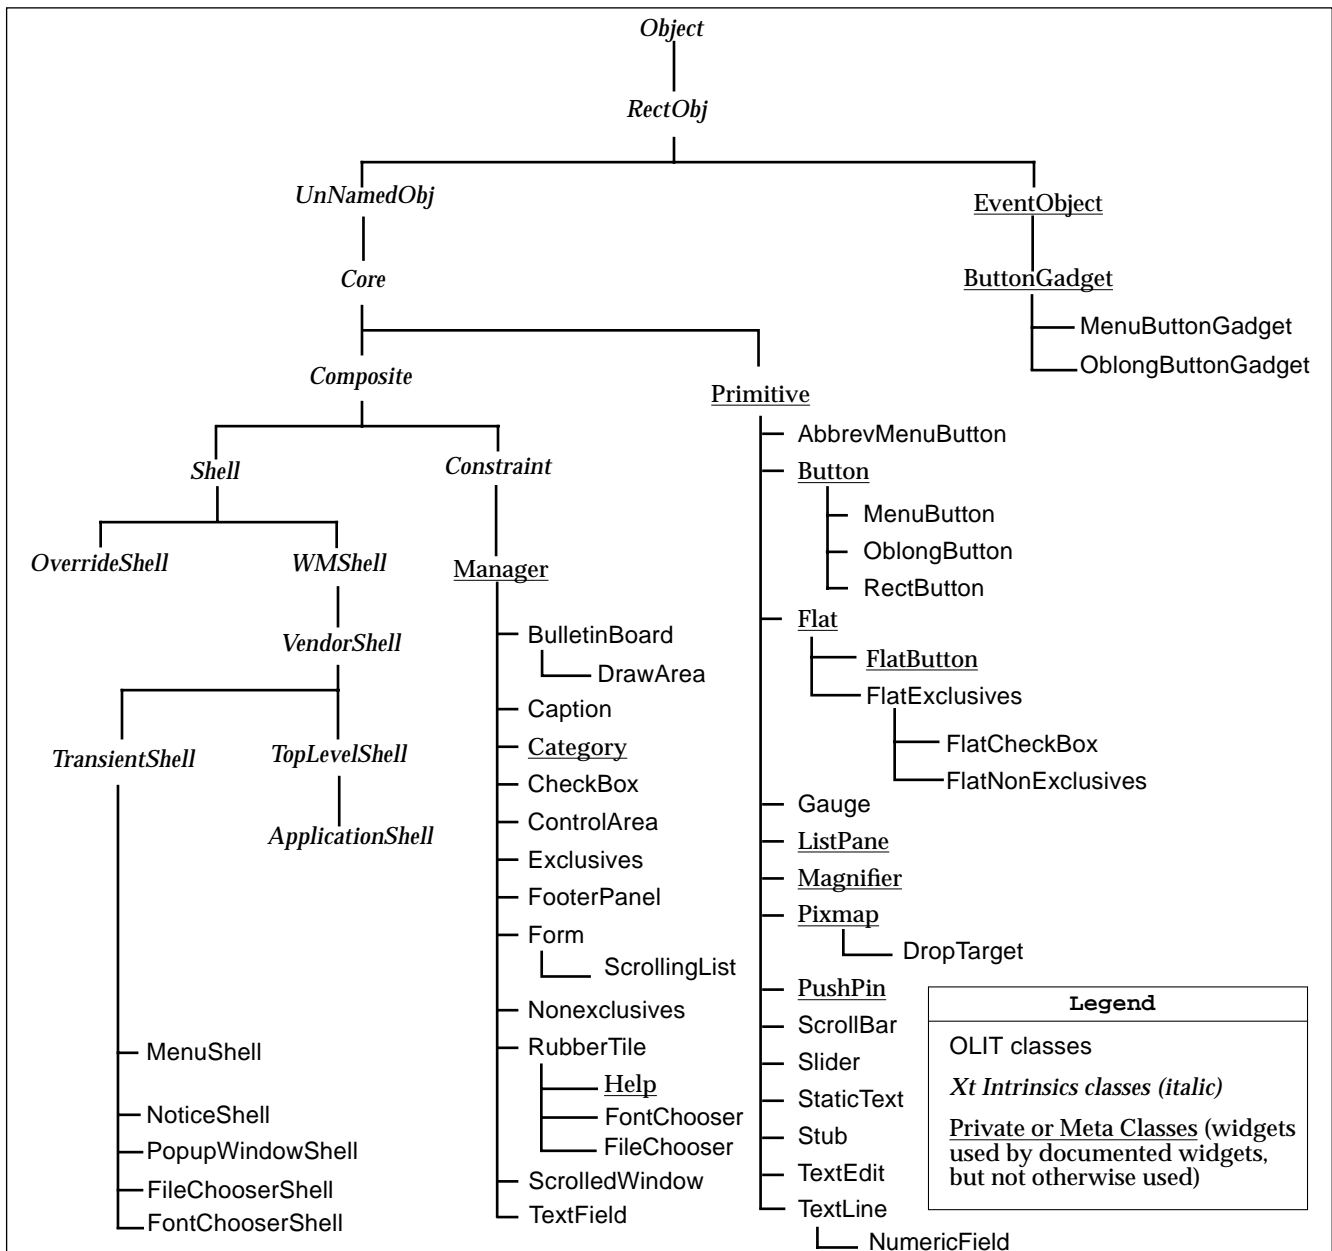 Object
RectObj
UnNamedObj
EventObject
Core
ButtonGadget
MenuButtonGadget
OblongButtonGadget
Composite
Primitive
Shell
Constraint
OverrideShell
WMShell
Manager
VendorShell
TransientShell
TopLevelShell
ApplicationShell
MenuShell
NoticeShell
PopupWindowShell
FileChooserShell
FontChooserShell
BulletinBoard
DrawArea
Caption
Category
CheckBox
ControlArea
Exclusives
FooterPanel
Form
ScrollingList
Nonexclusives
RubberTile
Help
FontChooser
FileChooser
ScrolledWindow
TextField
AbbrevMenuButton
Button
MenuButton
OblongButton
RectButton
Flat
FlatButton
FlatExclusives
FlatCheckBox
FlatNonExclusives
Gauge
ListPane
Magnifier
Pixmap
DropTarget
PushPin
ScrollBar
Slider
StaticText
Stub
TextEdit
TextLine
NumericField
Legend
OLIT classes
Xt Intrinsics classes (italic)
Private or Meta Classes (widgets
used by documented widgets,
but not otherwise used)